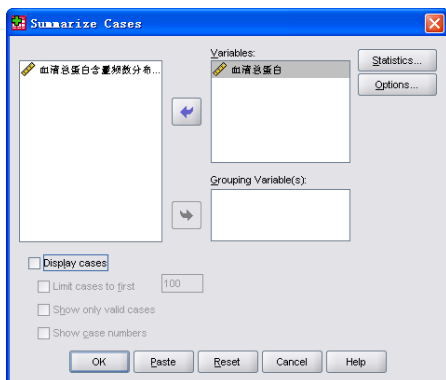 Summarize Cases
Variables:
血清总蛋白含量频数分布...
血清总蛋白
Statistics...
Options...
Grouping Variable(s):
Display cases
Limit cases to first 100
Show only valid cases
Show case numbers
OK Paste Reset Cancel Help